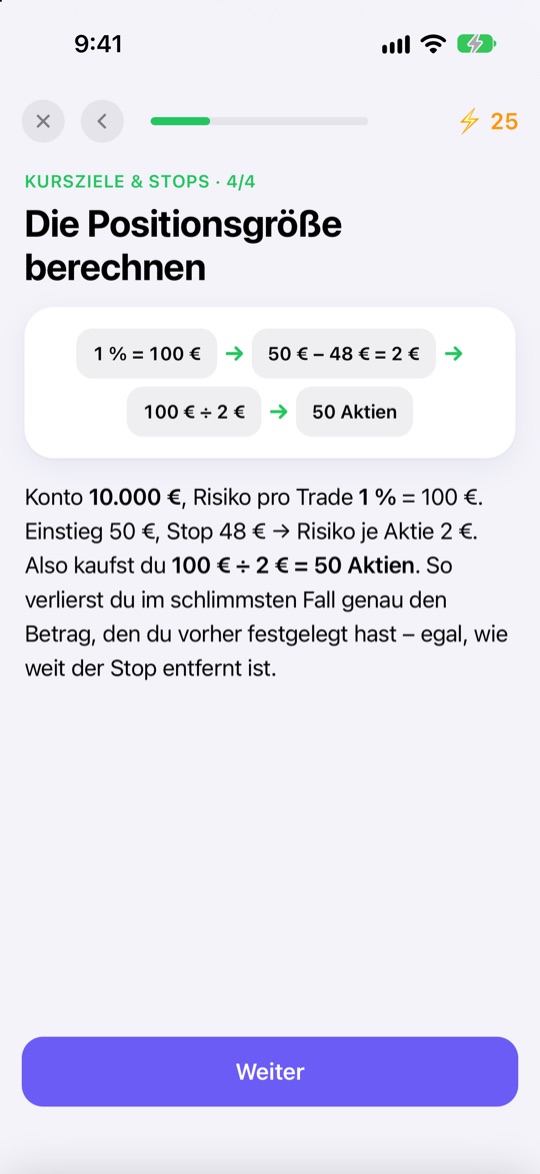 9:41
25
KURSZIELE & STOPS · 4/4
Die Positionsgröße
berechnen
1 % = 100 € → 50 € – 48 € = 2 € →
100 € ÷ 2 € → 50 Aktien
Konto 10.000 €, Risiko pro Trade 1 % = 100 €.
Einstieg 50 €, Stop 48 € → Risiko je Aktie 2 €.
Also kaufst du 100 € ÷ 2 € = 50 Aktien. So
verlierst du im schlimmsten Fall genau den
Betrag, den du vorher festgelegt hast – egal, wie
weit der Stop entfernt ist.
Weiter